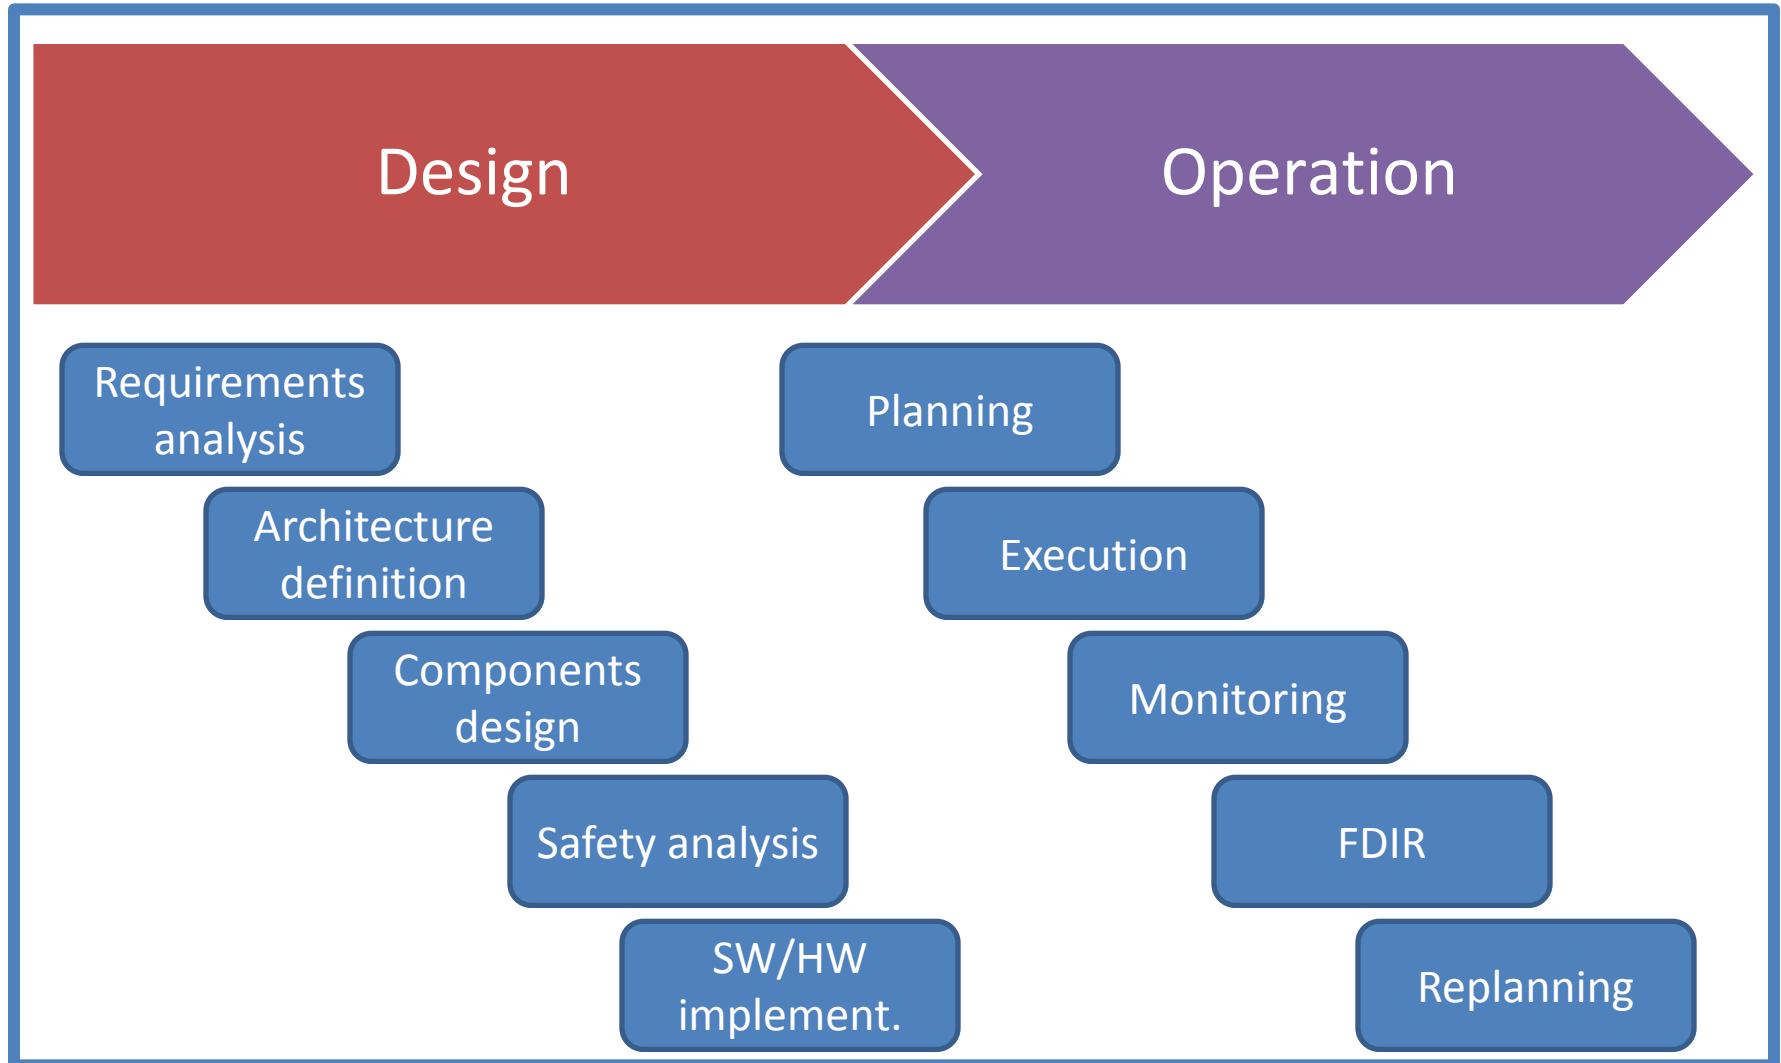 Design
Operation
Requirements
analysis
Architecture
definition
Components
design
Safety analysis
SW/HW
implement.
Planning
Execution
Monitoring
FDIR
Replanning